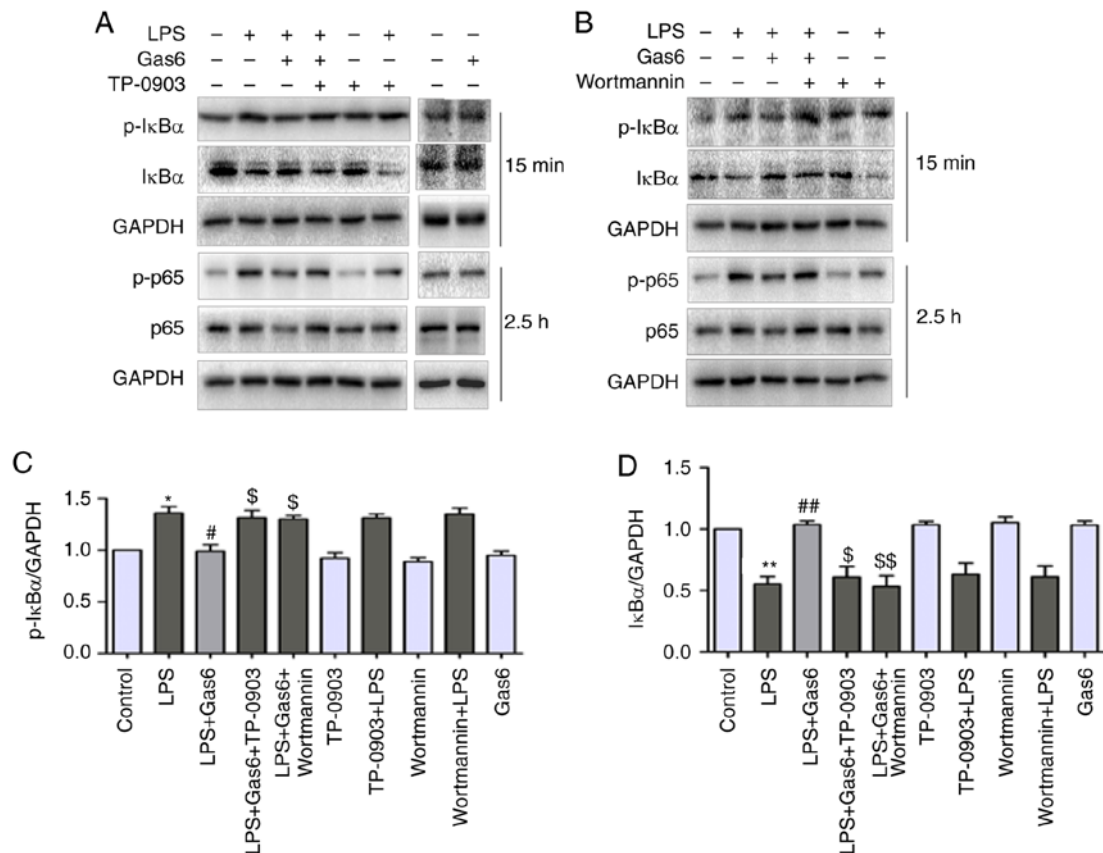 A
LPS − + + + − + − −
Gas6 − − + + − − − +
TP-0903 − − − + + + − −
p-IκBα
IκBα
GAPDH
15 min
p-p65
p65
GAPDH
2.5 h
B
LPS − + + + − +
Gas6 − − + + − −
Wortmannin − − − + + +
p-IκBα
IκBα
GAPDH
15 min
p-p65
p65
GAPDH
2.5 h
C
p-IκBα/GAPDH
1.5
1.0
0.5
0.0
*
#
$
$
Control
LPS
LPS+Gas6
LPS+Gas6+TP-0903
LPS+Gas6+
Wortmannin
TP-0903
TP-0903+LPS
Wortmannin
Wortmannin+LPS
Gas6
D
IκBα/GAPDH
1.5
1.0
0.5
0.0
**
##
$
$$
Control
LPS
LPS+Gas6
LPS+Gas6+TP-0903
LPS+Gas6+
Wortmannin
TP-0903
TP-0903+LPS
Wortmannin
Wortmannin+LPS
Gas6